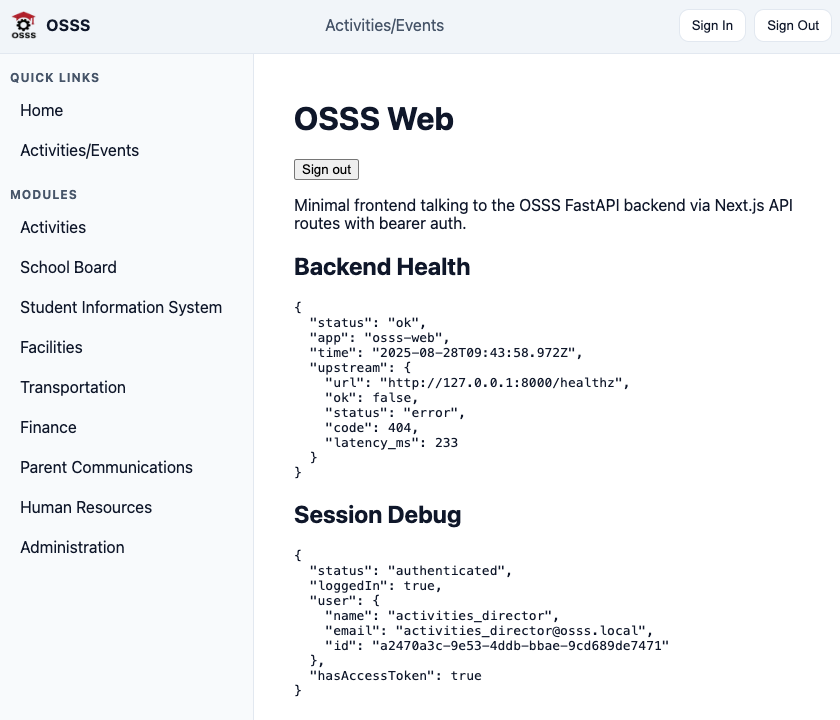 OSSS
OSSS
Activities/Events
Sign In
Sign Out
QUICK LINKS
Home
Activities/Events
MODULES
Activities
School Board
Student Information System
Facilities
Transportation
Finance
Parent Communications
Human Resources
Administration
OSSS Web
Sign out
Minimal frontend talking to the OSSS FastAPI backend via Next.js API
routes with bearer auth.
Backend Health
{
  "status": "ok",
  "app": "osss-web",
  "time": "2025-08-28T09:43:58.972Z",
  "upstream": {
    "url": "http://127.0.0.1:8000/healthz",
    "ok": false,
    "status": "error",
    "code": 404,
    "latency_ms": 233
  }
}
Session Debug
{
  "status": "authenticated",
  "loggedIn": true,
  "user": {
    "name": "activities_director",
    "email": "activities_director@osss.local",
    "id": "a2470a3c-9e53-4ddb-bbae-9cd689de7471"
  },
  "hasAccessToken": true
}